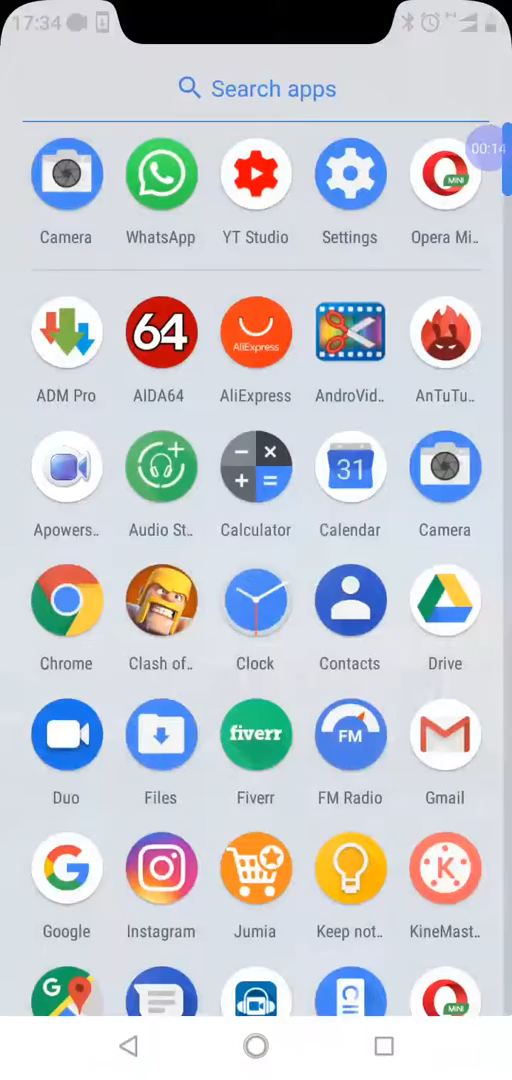 17:34
Search apps
00:14
MINI
Camera WhatsApp YT Studio Settings Opera Mi..
64 AliExpress
ADM Pro AIDA64 AliExpress AndroVid.. AnTuTu..
31
Apowers.. Audio St.. Calculator Calendar Camera
Chrome Clash of.. Clock Contacts Drive
fiverr FM
Duo Files Fiverr FM Radio Gmail
G K
Google Instagram Jumia Keep not.. KineMast..
G MINI